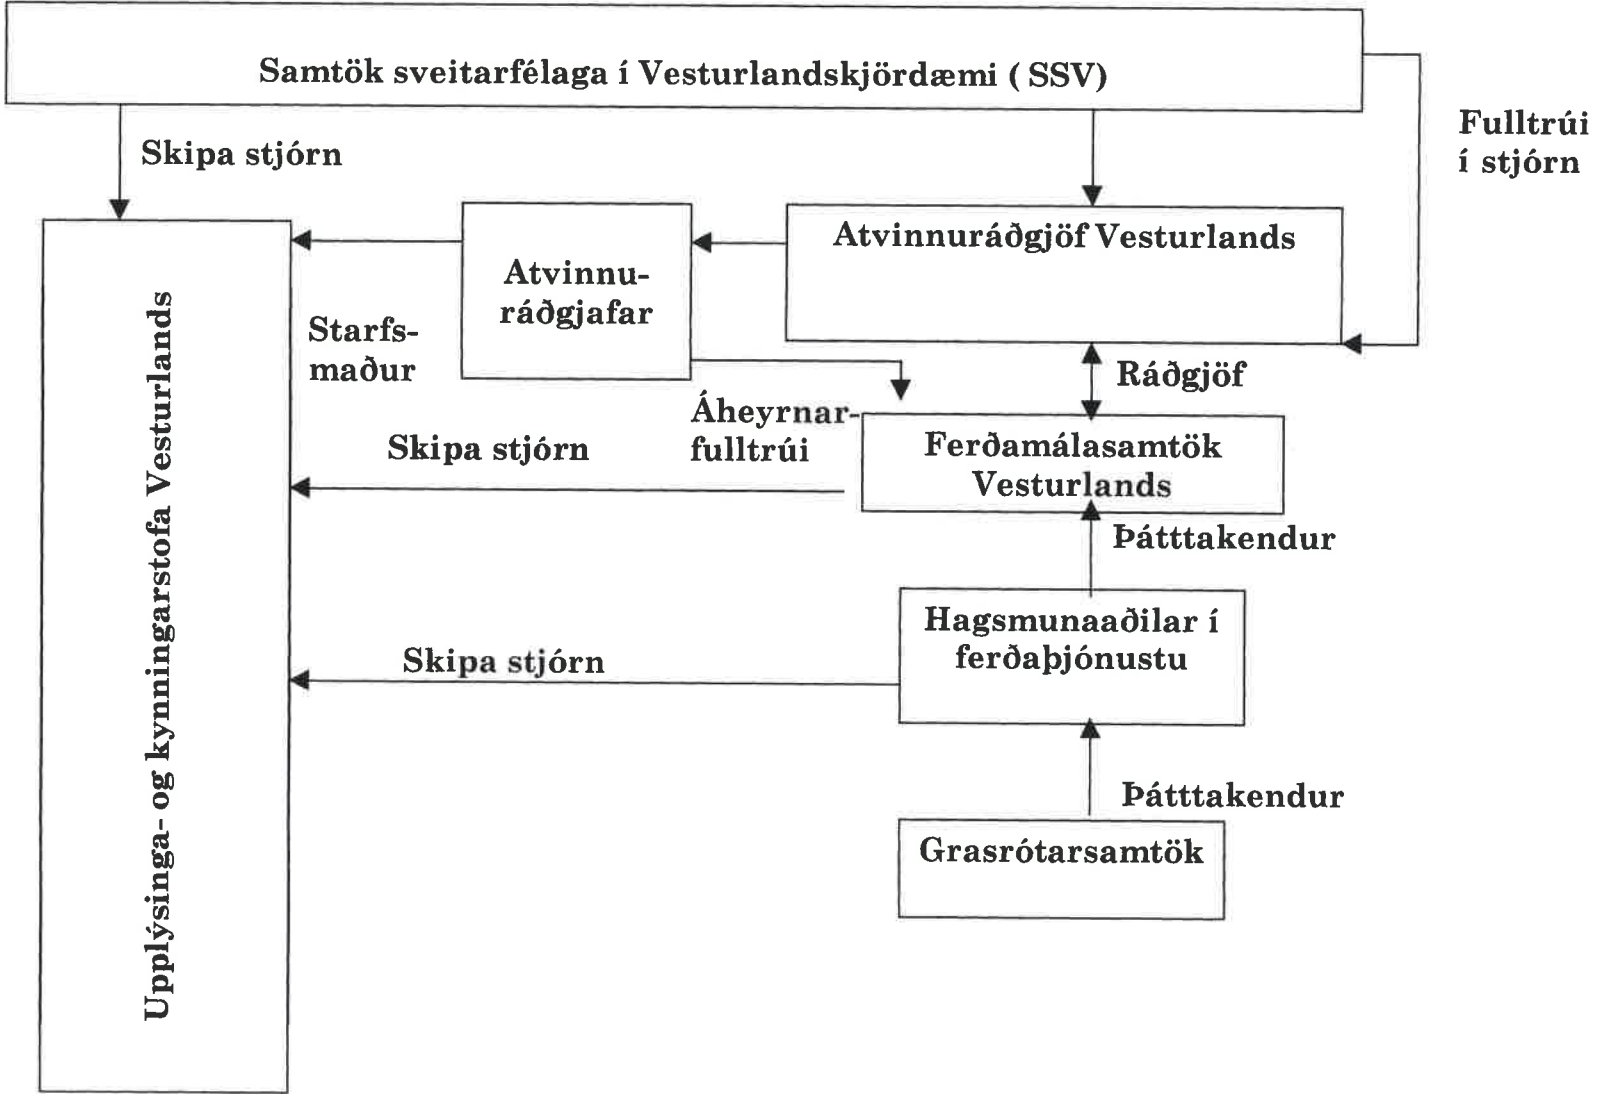 Samtök sveitarfélaga í Vesturlandskjördæmi ( SSV)
Fulltrúi
í stjórn
Skipa stjórn
Atvinnuráðgjöf Vesturlands
Atvinnu-
ráðgjafar
Starfs-
maður
Ráðgjöf
Áheyrnar-
fulltrúi
Skipa stjórn
Ferðamálasamtök
Vesturlands
Þátttakendur
Hagsmunaaðilar í
ferðaþjónustu
Skipa stjórn
Þátttakendur
Grasrótarsamtök
Upplýsinga- og kynningarstofa Vesturlands